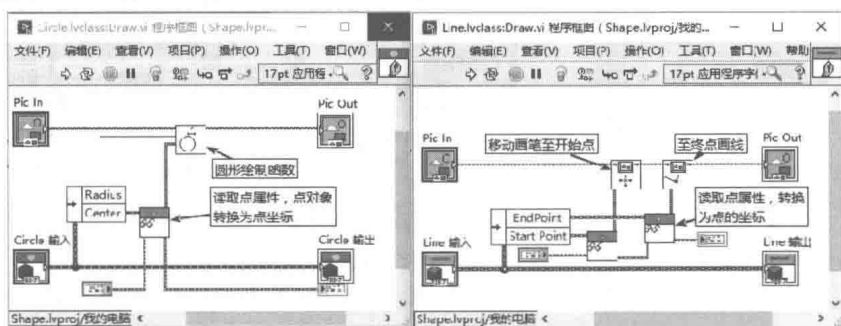 Circle.lvclass:Draw.vi 程序框图 ( Shape.lvpr...
文件(F) 编辑(E) 查看(V) 项目(P) 操作(O) 工具(T) 窗口(W)
17pt 应用程
Pic In
Pic Out
圆形绘制函数
Radius
Center
读取点属性，点对象
转换为点坐标
Circle 输入
Circle 输出
Shape.lvproj/我的电脑
Line.lvclass:Draw.vi 程序框图 ( Shape.lvproj/我的...
文件(F) 编辑(E) 查看(V) 项目(P) 操作(O) 工具(T) 窗口(W) 帮助
17pt 应用程序字
Pic In
Pic Out
移动画笔至开始点
至终点画线
EndPoint
Start Point
读取点属性，转换
为点的坐标
Line 输入
Line 输出
Shape.lvproj/我的电脑